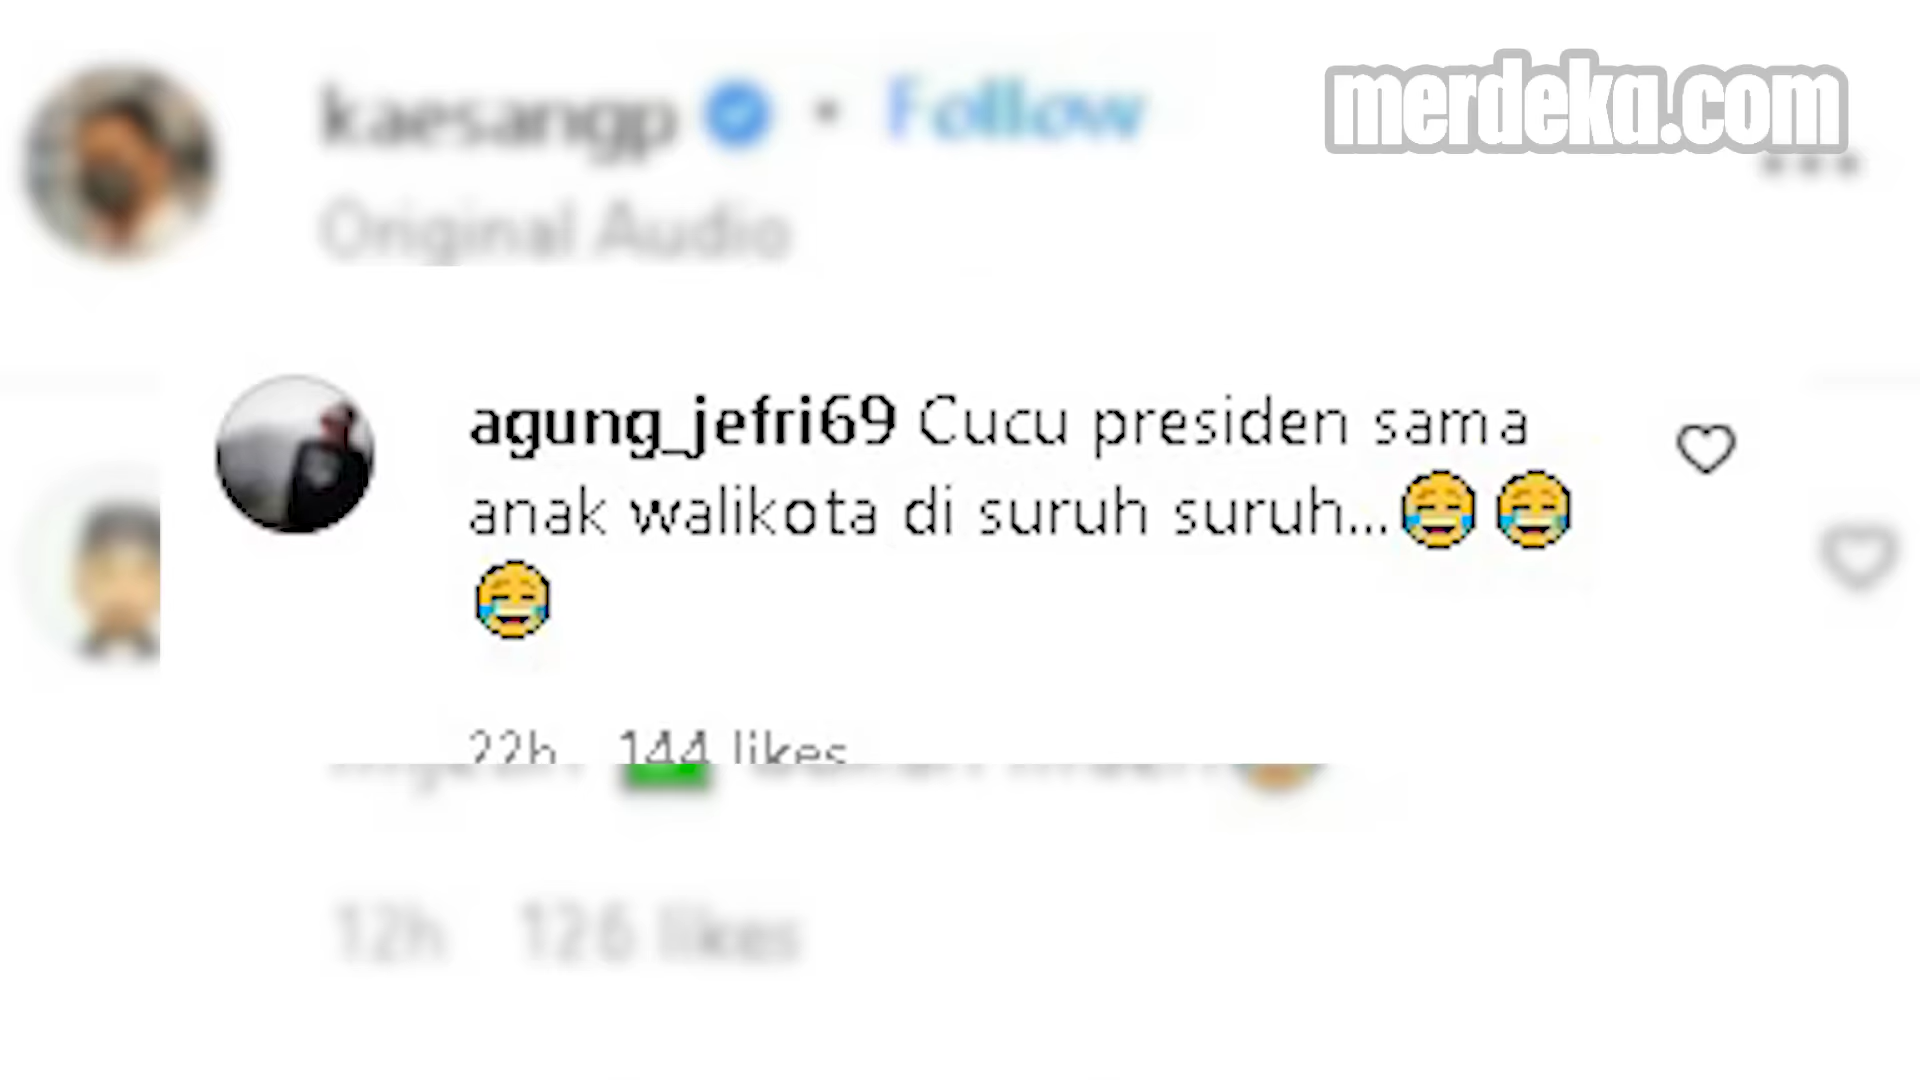 merdeka.com
kaesangp • Follow
Original Audio
agung_jefri69 Cucu presiden sama
anak walikota di suruh suruh...😂😂
😂
22h 144 likes
12h 126 likes